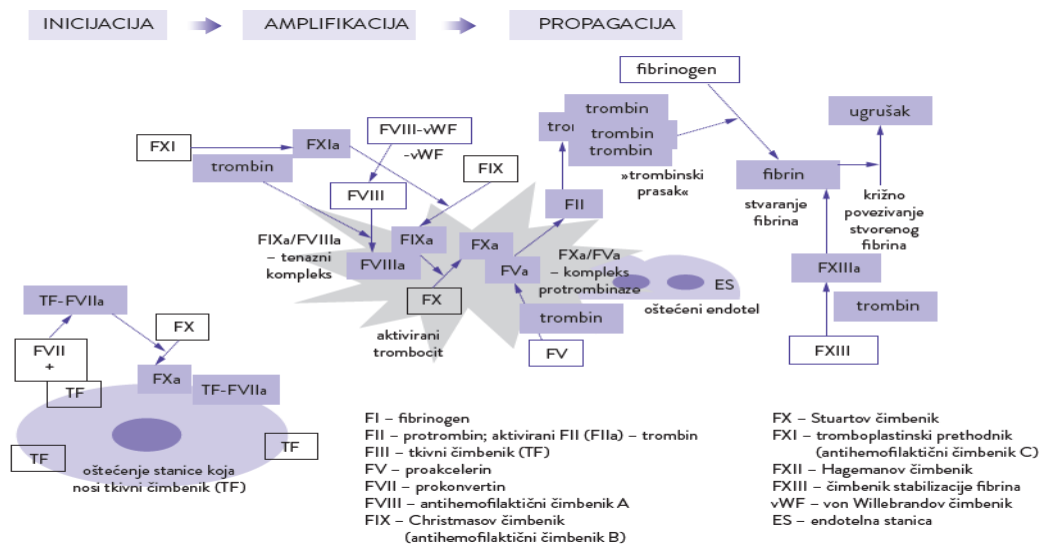 INICIJACIJA
AMPLIFIKACIJA
PROPAGACIJA
fibrinogen
trombin
trom
trombin
trombin
»trombinski
prasak«
ugrušak
FXI
FXIa
trombin
FVIII-vWF
-vWF
FIX
FVIII
FII
fibrin
stvaranje
fibrina
križno
povezivanje
stvorenog
fibrina
FIXa/FVIIIa
– tenazni
kompleks
FVIIIa
FIXa
FXa
FVa
FX
aktivirani
trombocit
FXa/FVa
– kompleks
protrombinaze
ES
oštećeni endotel
trombin
FV
FXIIIa
trombin
FXIII
TF-FVIIa
FX
FVII
+
TF
FXa
TF-FVIIa
TF
TF
oštećenje stanice koja
nosi tkivni čimbenik (TF)
FI – fibrinogen
FII – protrombin; aktivirani FII (FIIa) – trombin
FIII – tkivni čimbenik (TF)
FV – proakcelerin
FVII – prokonvertin
FVIII – antihemofilaktični čimbenik A
FIX – Christmasov čimbenik
(antihemofilaktični čimbenik B)
FX – Stuartov čimbenik
FXI – tromboplastinski prethodnik
(antihemofilaktični čimbenik C)
FXII – Hagemanov čimbenik
FXIII – čimbenik stabilizacije fibrina
vWF – von Willebrandov čimbenik
ES – endotelna stanica